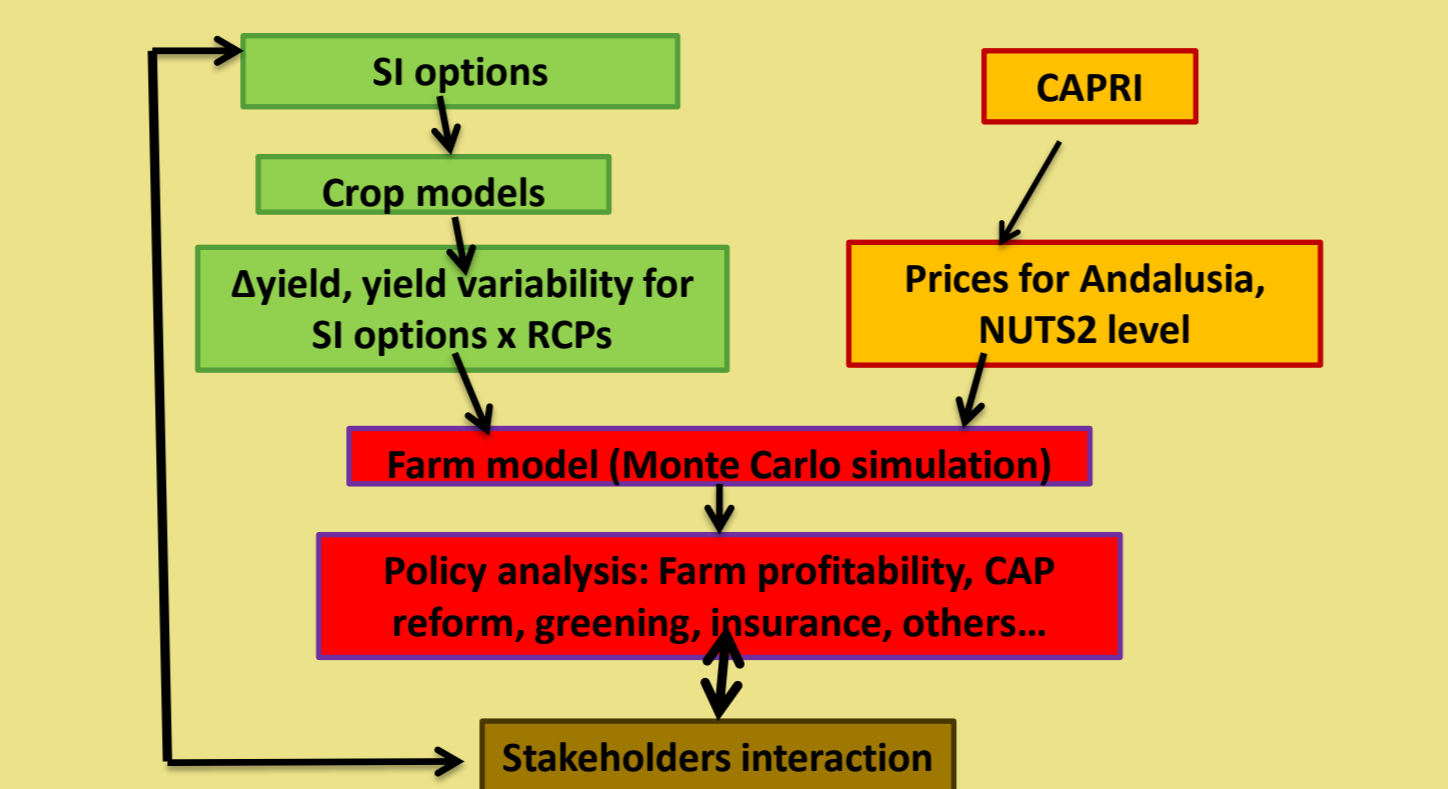 SI options
CAPRI
Crop models
Δyield, yield variability for
SI options x RCPs
Prices for Andalusia,
NUTS2 level
Farm model (Monte Carlo simulation)
Policy analysis: Farm profitability, CAP
reform, greening, insurance, others…
Stakeholders interaction